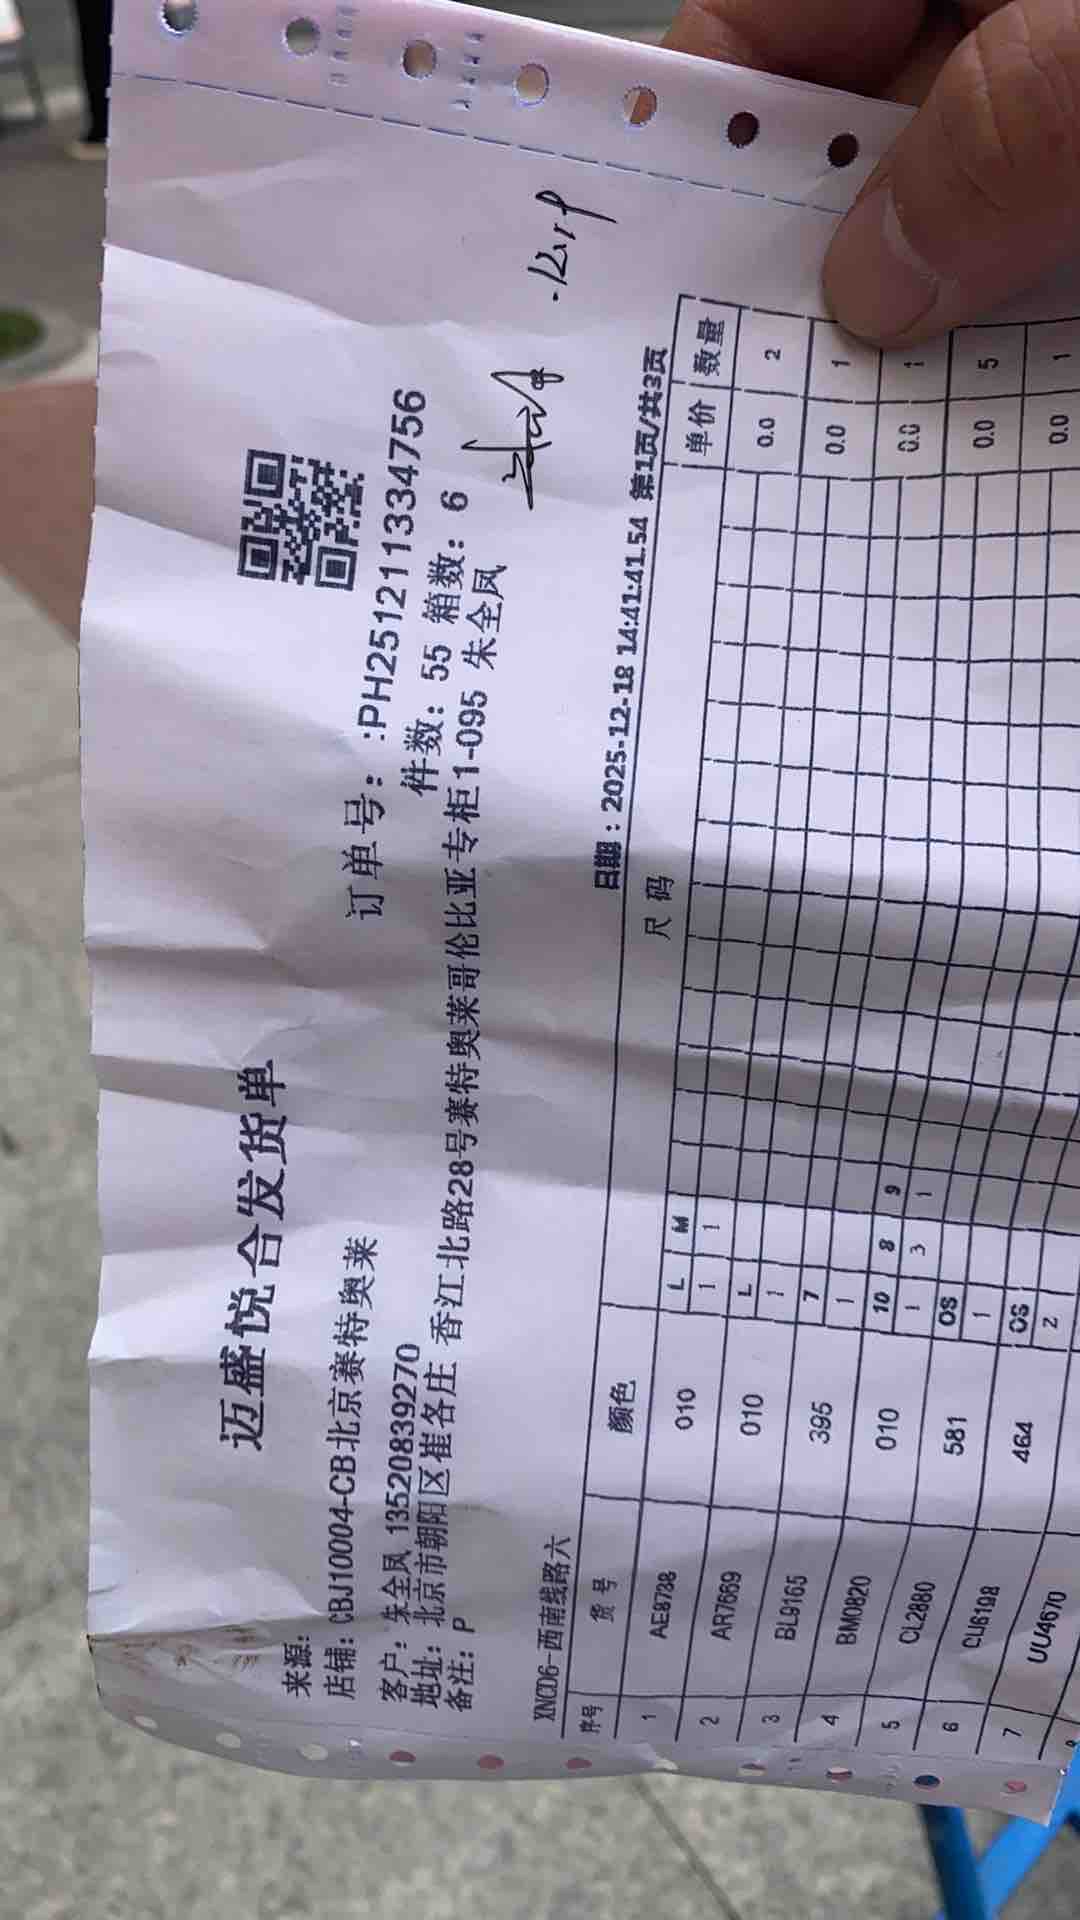 迈盛悦合发货单
来源:
店铺: CBJ10004-CB北京赛特奥莱
订单号: :PH251211334756
客户: 朱全凤 13520839270
件数: 55 箱数: 6
地址: 北京市朝阳区崔各庄 香江北路28号赛特奥莱哥伦比亚专柜1-095 朱全凤
备注: P
XNCD6-西南线路六
日期: 2025-12-18 14:41:41.54 第1页/共3页
序号 货号 颜色 尺码 单价 数量
L M
1 AE8738 010 1 1 0.0 2
L
2 AR7669 010 1 0.0 1
7
3 BL9165 395 1 0.0 1
10 8 9
4 BM0820 010 1 3 1 0.0 5
OS
5 CL2880 581 1 0.0 1
OS
6 CU6198 464 2
7 UU4670